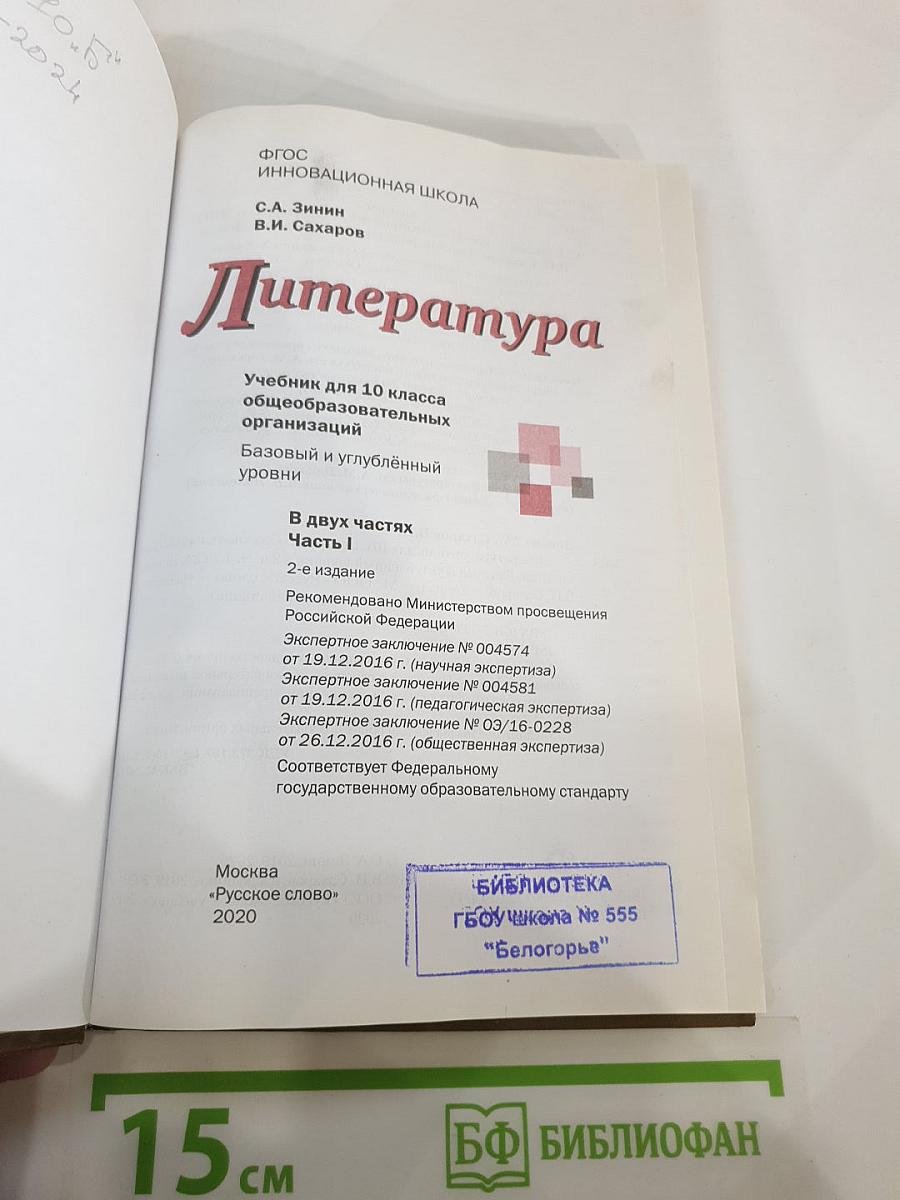 10 „Б"
-2024
ФГОС
ИННОВАЦИОННАЯ ШКОЛА
С.А. Зинин
В.И. Сахаров
Литература
Учебник для 10 класса
общеобразовательных
организаций
Базовый и углублённый
уровни
В двух частях
Часть I
2-е издание
Рекомендовано Министерством просвещения
Российской Федерации
Экспертное заключение № 004574
от 19.12.2016 г. (научная экспертиза)
Экспертное заключение № 004581
от 19.12.2016 г. (педагогическая экспертиза)
Экспертное заключение № ОЭ/16-0228
от 26.12.2016 г. (общественная экспертиза)
Соответствует Федеральному
государственному образовательному стандарту
Москва
«Русское слово»
2020
БИБЛИОТЕКА
ГБОУ школа № 555
"Белогорье"
15 см
БФ БИБЛИОФАН